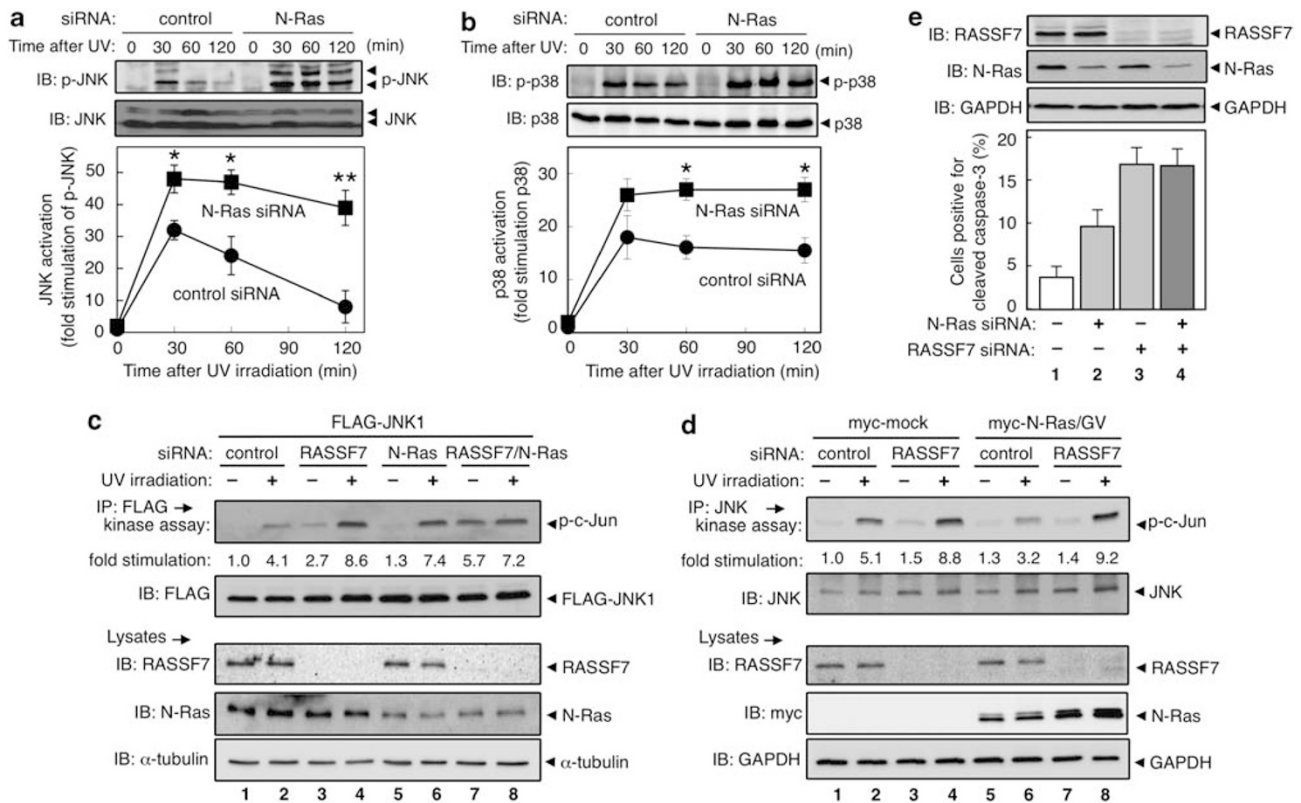 a
siRNA: control N-Ras
Time after UV: 0 30 60 120 0 30 60 120 (min)
IB: p-JNK p-JNK
IB: JNK JNK
JNK activation
(fold stimulation of p-JNK)
50
40
30
20
10
0
* * **
N-Ras siRNA
control siRNA
0 30 60 90 120
Time after UV irradiation (min)
b
siRNA: control N-Ras
Time after UV: 0 30 60 120 0 30 60 120 (min)
IB: p-p38 p-p38
IB: p38 p38
p38 activation
(fold stimulation p38)
30
20
10
0
* *
N-Ras siRNA
control siRNA
0 30 60 90 120
Time after UV irradiation (min)
e
IB: RASSF7 RASSF7
IB: N-Ras N-Ras
IB: GAPDH GAPDH
Cells positive for
cleaved caspase-3 (%)
20
15
10
5
0
N-Ras siRNA: − + − +
RASSF7 siRNA: − − + +
1 2 3 4
c
FLAG-JNK1
siRNA: control RASSF7 N-Ras RASSF7/N-Ras
UV irradiation: − + − + − + − +
IP: FLAG →
kinase assay: p-c-Jun
fold stimulation: 1.0 4.1 2.7 8.6 1.3 7.4 5.7 7.2
IB: FLAG FLAG-JNK1
Lysates →
IB: RASSF7 RASSF7
IB: N-Ras N-Ras
IB: α-tubulin α-tubulin
1 2 3 4 5 6 7 8
d
myc-mock myc-N-Ras/GV
siRNA: control RASSF7 control RASSF7
UV irradiation: − + − + − + − +
IP: JNK →
kinase assay: p-c-Jun
fold stimulation: 1.0 5.1 1.5 8.8 1.3 3.2 1.4 9.2
IB: JNK JNK
Lysates →
IB: RASSF7 RASSF7
IB: myc N-Ras
IB: GAPDH GAPDH
1 2 3 4 5 6 7 8